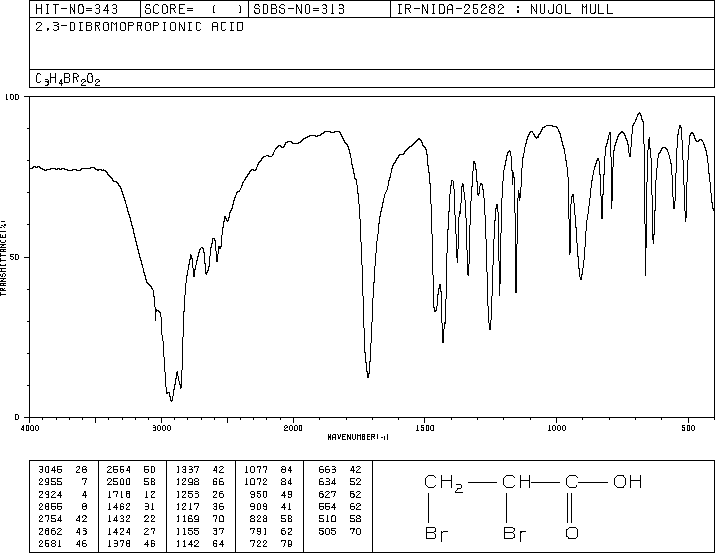 HIT-NO=343 SCORE= ( ) SDBS-NO=313 IR-NIDA-25282 : NUJOL MULL
2,3-DIBROMOPROPIONIC ACID
C3H4BR2O2
100
50
0
TRANSMITTANCE(%)
4000 3000 2000 1500 1000 500
WAVENUMBER(-1)
3045 28 2554 50 1337 42 1077 84 663 42
2955 7 2500 58 1298 66 1072 84 634 52
2924 4 1718 12 1253 26 950 49 627 52
2855 8 1462 31 1217 36 909 41 554 62
2754 42 1432 22 1169 70 828 58 510 58
2662 43 1424 27 1155 37 791 62 505 70
2581 46 1378 46 1142 64 722 79
CH2 CH C OH
Br Br O